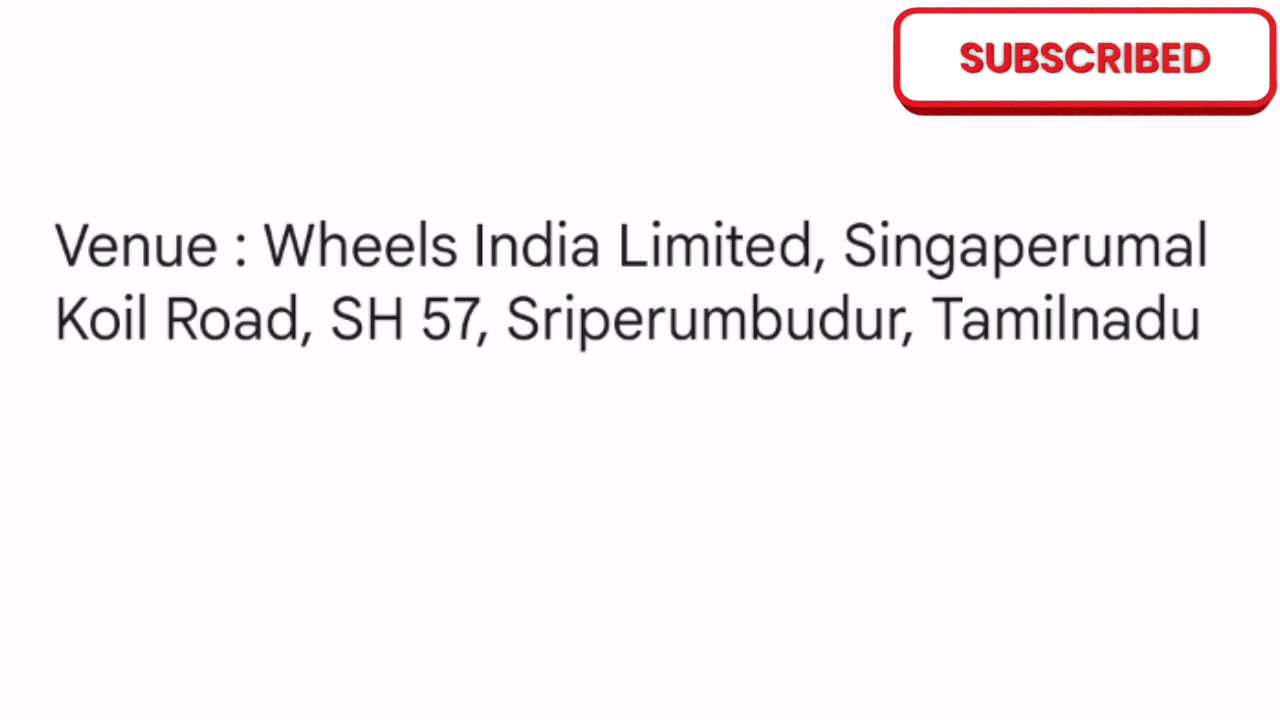 SUBSCRIBED
Venue : Wheels India Limited, Singaperumal
Koil Road, SH 57, Sriperumbudur, Tamilnadu